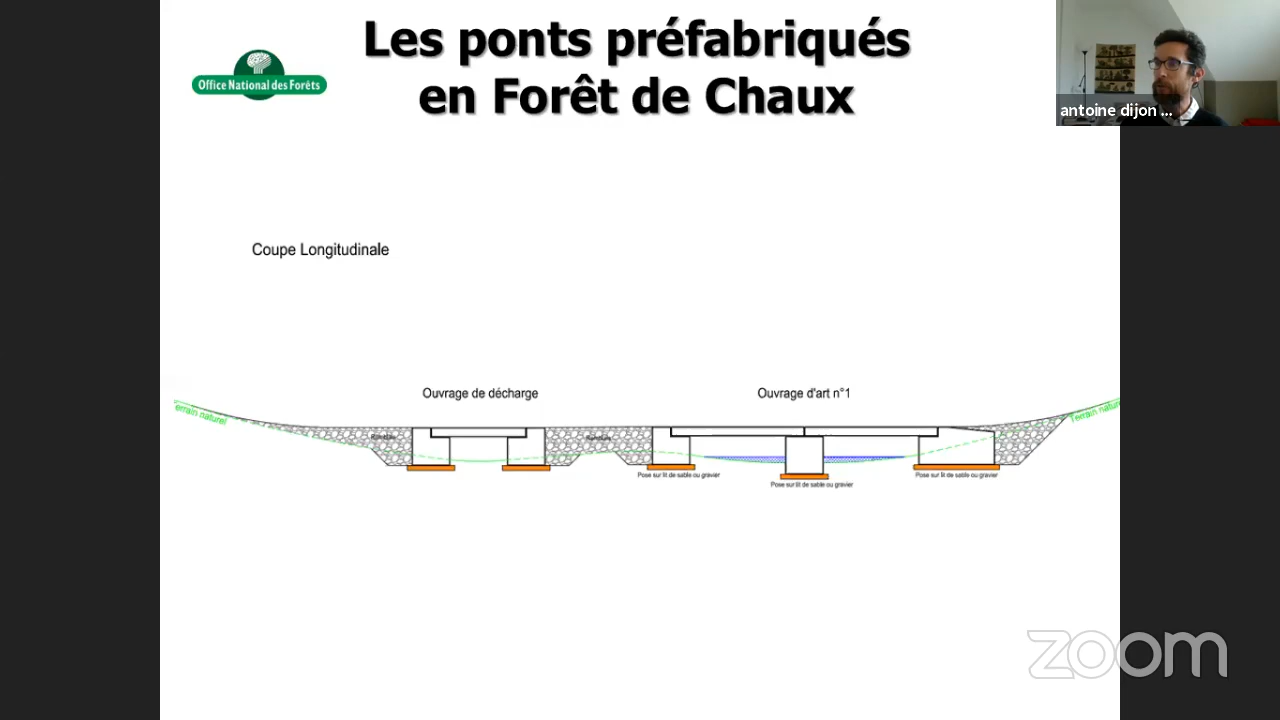 Les ponts préfabriqués
en Forêt de Chaux
Office National des Forêts
antoine dijon ...
Coupe Longitudinale
Ouvrage de décharge
Ouvrage d'art n°1
Terrain naturel
Terrain naturel
Remblais
Remblais
Pose sur lit de sable ou gravier
Pose sur lit de sable ou gravier
Pose sur lit de sable ou gravier
zoom